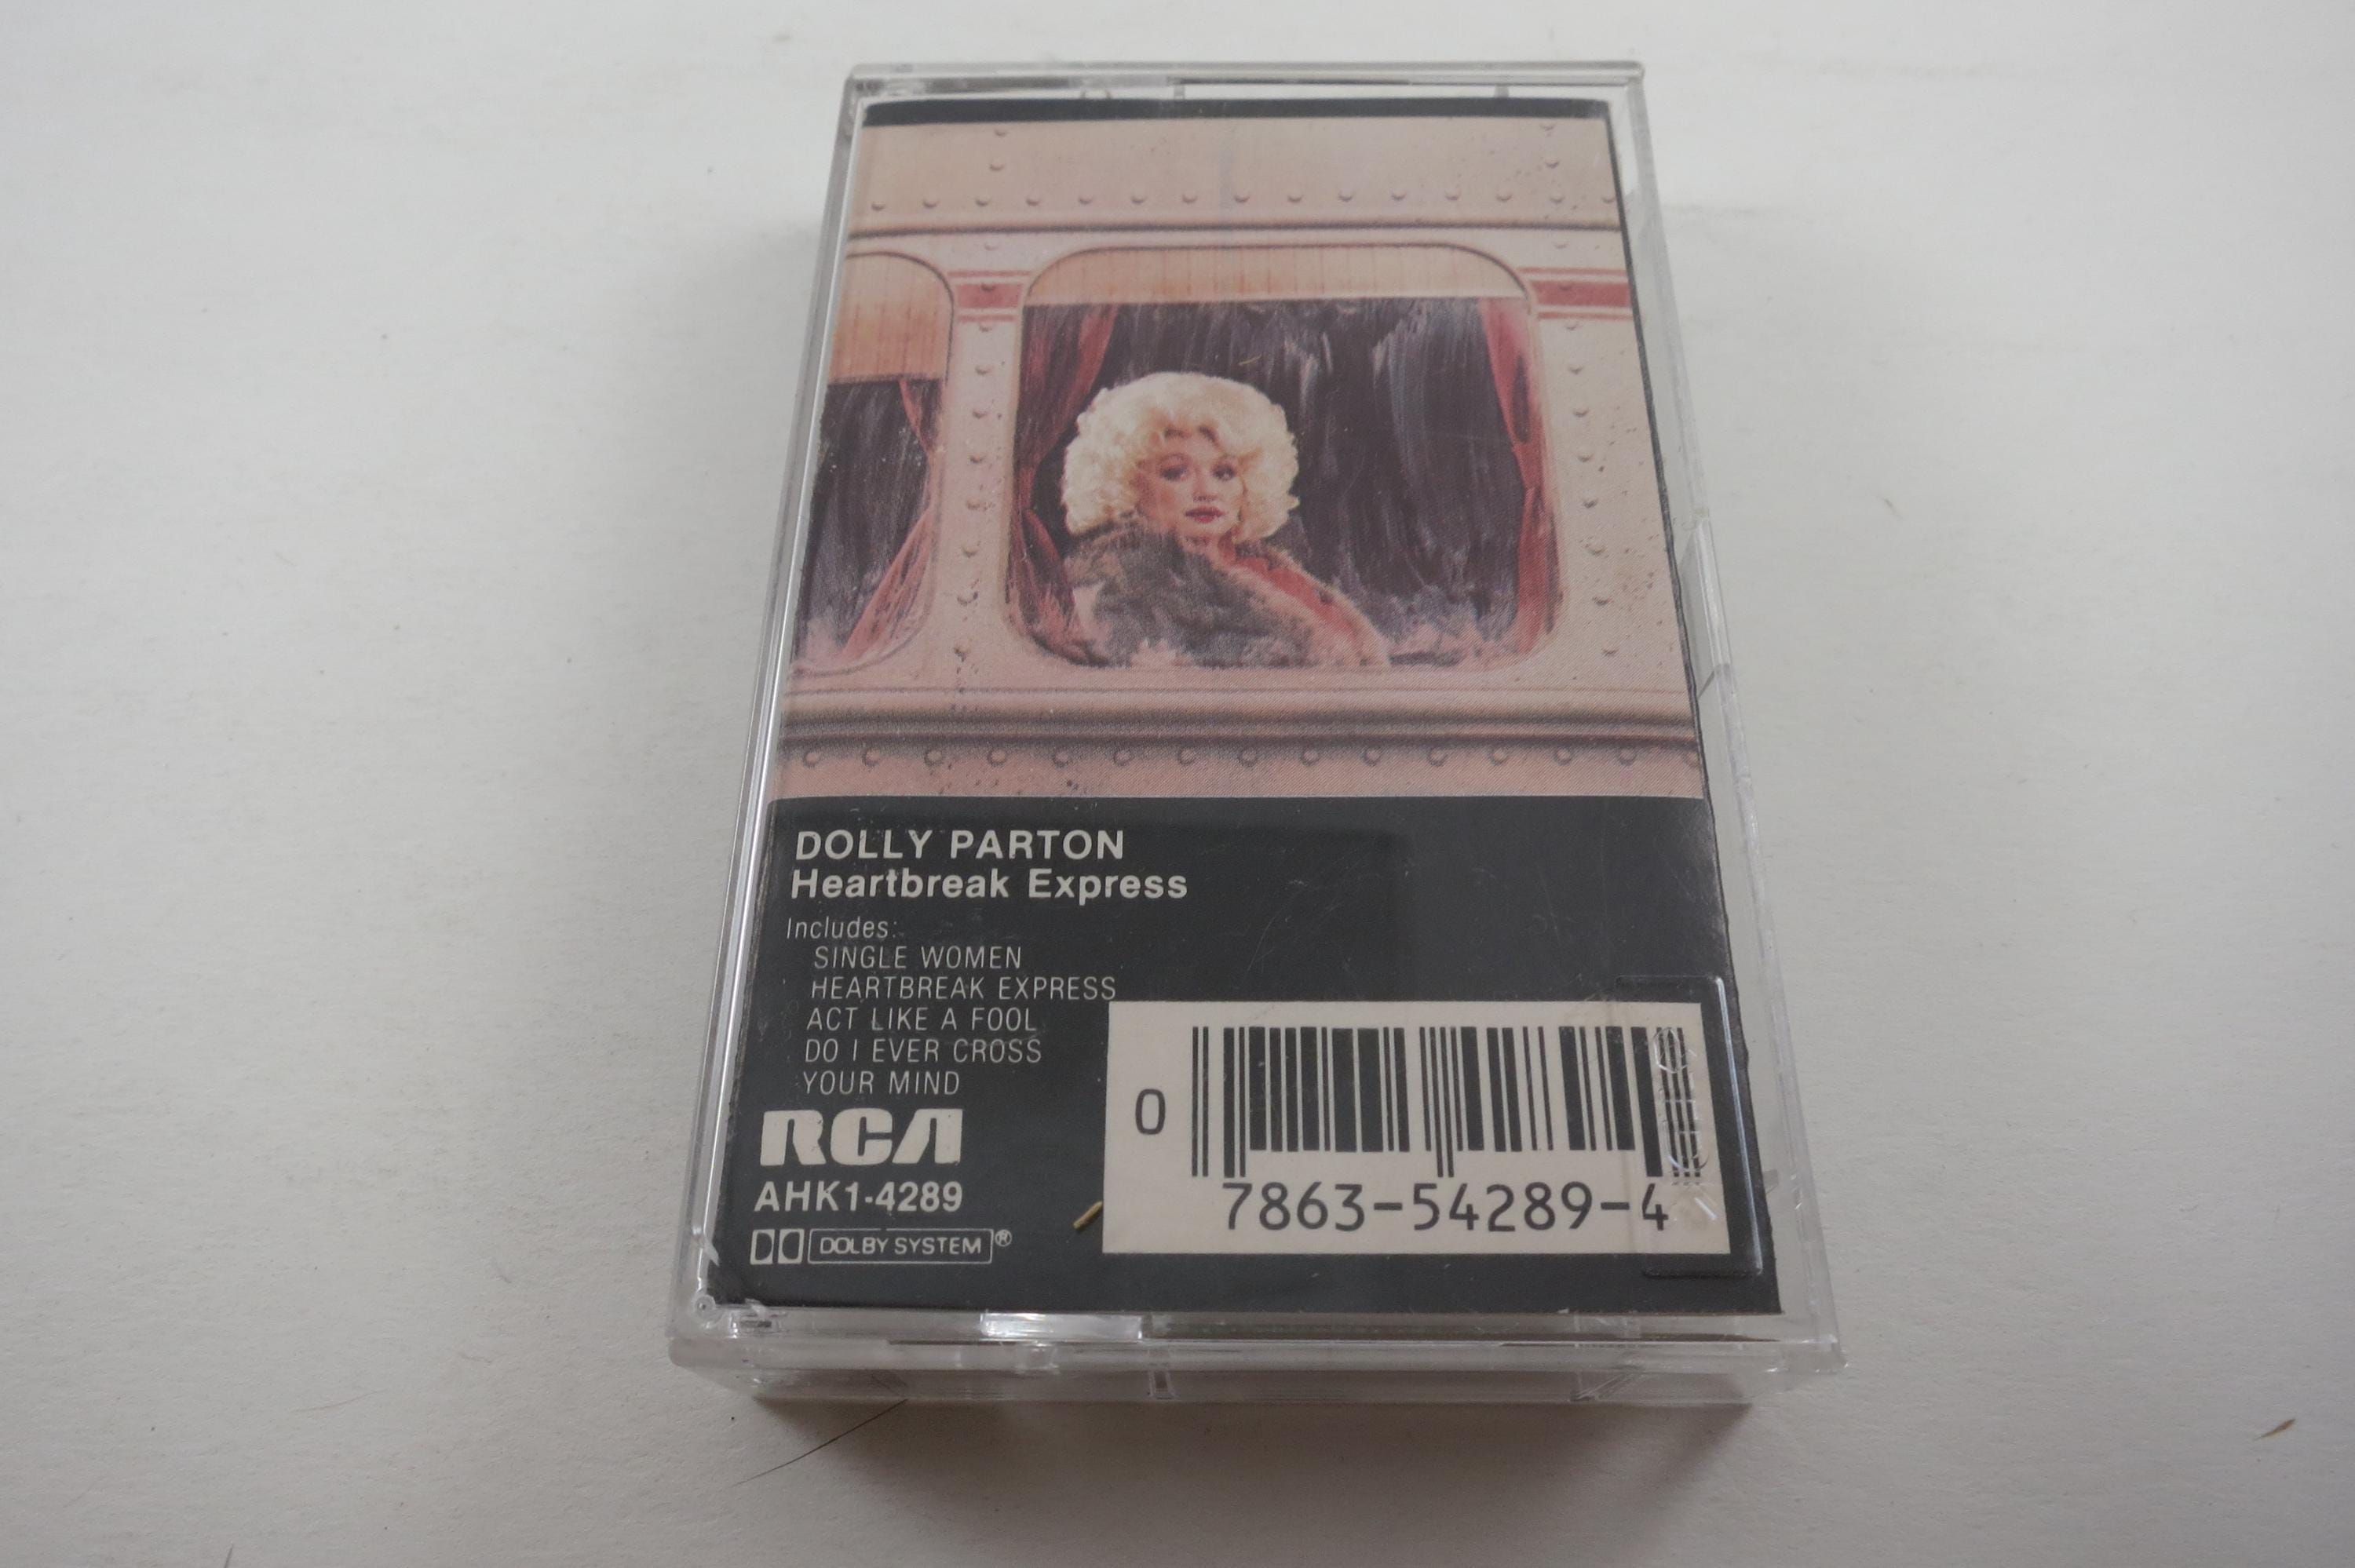 DOLLY PARTON
Heartbreak Express
Includes:
SINGLE WOMEN
HEARTBREAK EXPRESS
ACT LIKE A FOOL
DO I EVER CROSS
YOUR MIND
RCA
AHK1-4289
DOLBY SYSTEM®
0
7863-54289-4